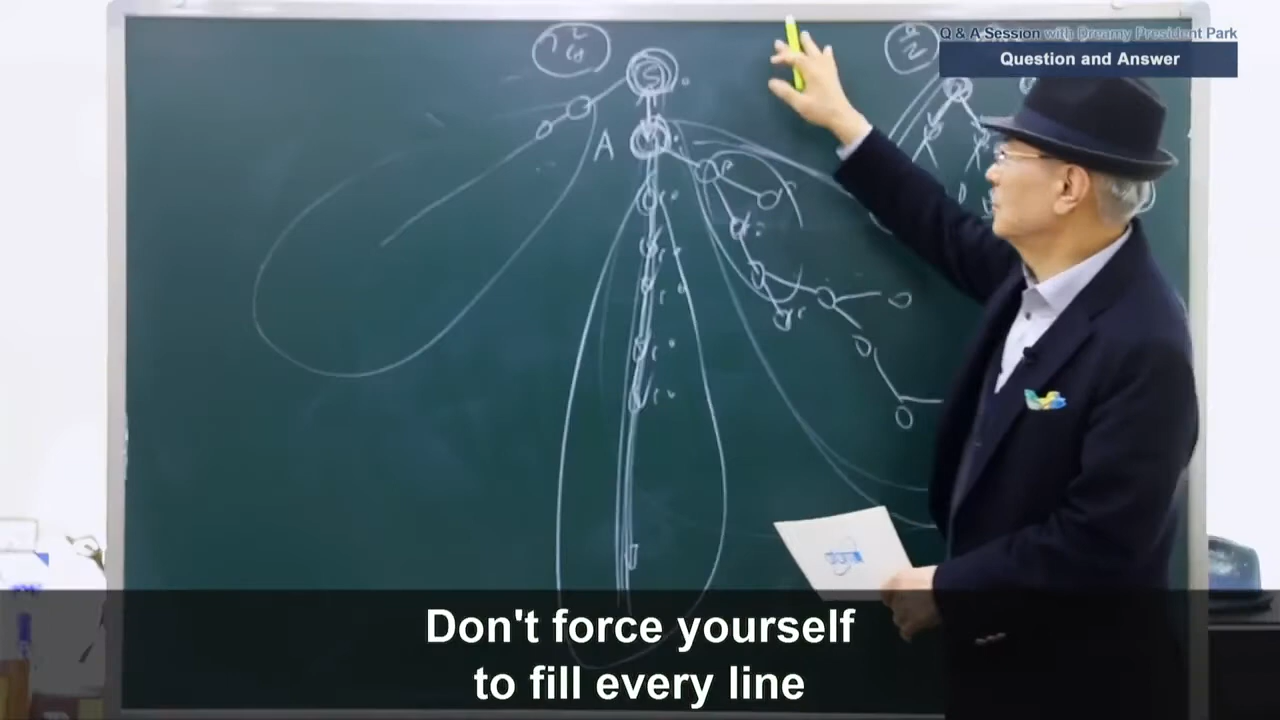 Q & A Session with Dreamy President Park
Question and Answer
S
A
Don't force yourself
to fill every line